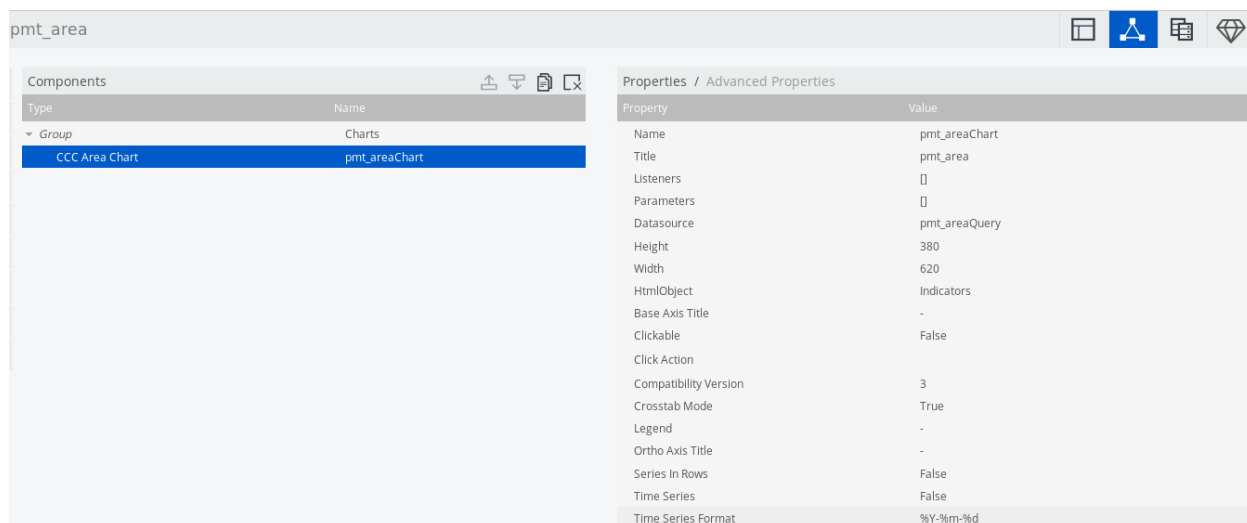 pmt_area
Components
Type Name
Group Charts
CCC Area Chart pmt_areaChart
Properties / Advanced Properties
Property Value
Name pmt_areaChart
Title pmt_area
Listeners []
Parameters []
Datasource pmt_areaQuery
Height 380
Width 620
HtmlObject Indicators
Base Axis Title -
Clickable False
Click Action
Compatibility Version 3
Crosstab Mode True
Legend -
Ortho Axis Title -
Series In Rows False
Time Series False
Time Series Format %Y-%m-%d